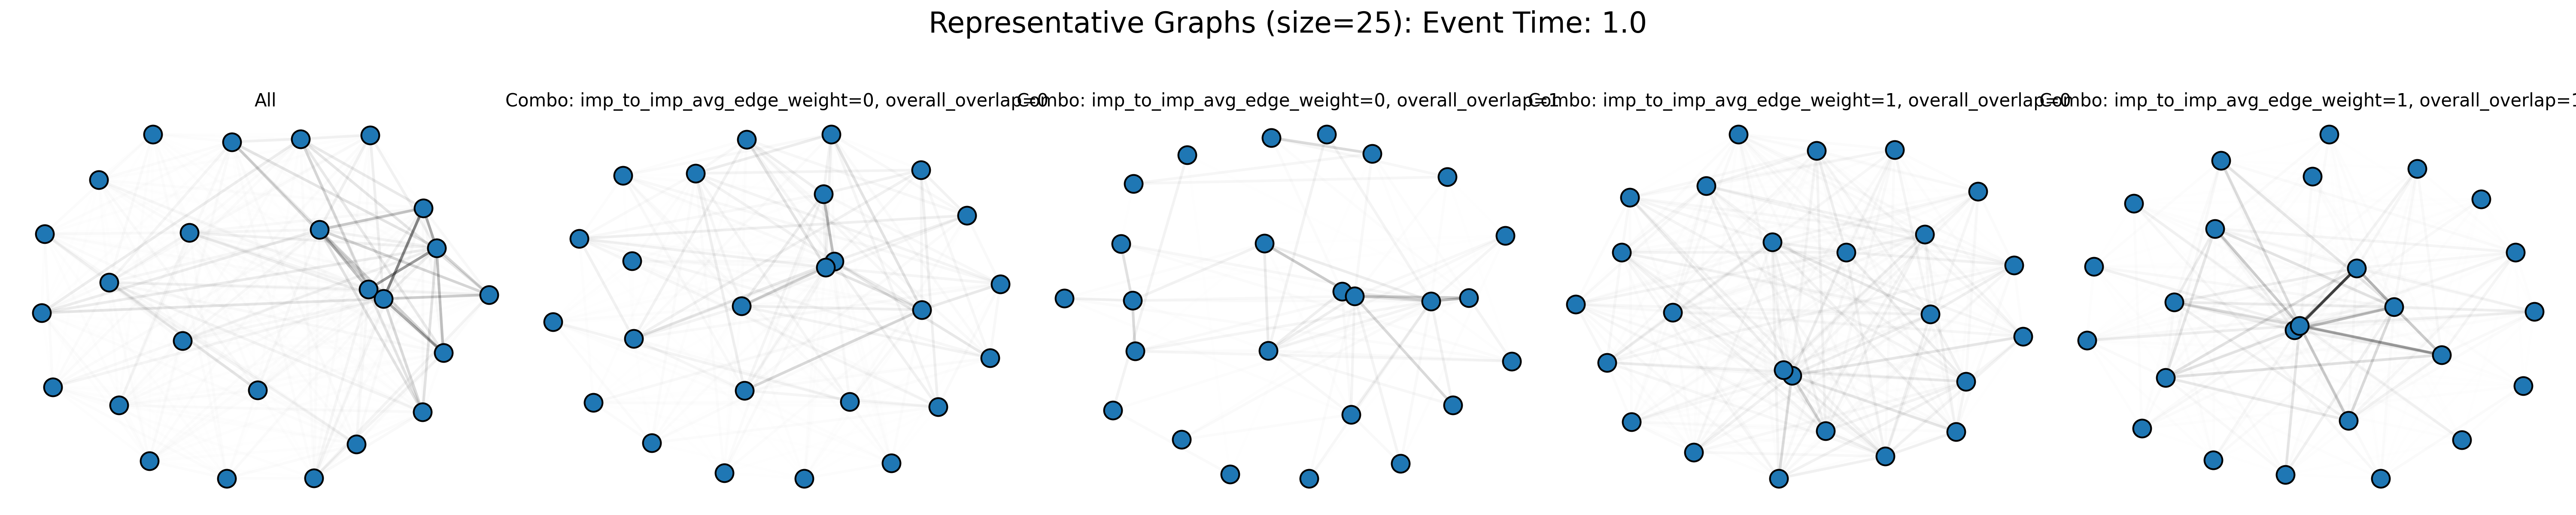 Representative Graphs (size=25): Event Time: 1.0
All
Combo: imp_to_imp_avg_edge_weight=0, overall_overlap=0
Combo: imp_to_imp_avg_edge_weight=0, overall_overlap=1
Combo: imp_to_imp_avg_edge_weight=1, overall_overlap=0
Combo: imp_to_imp_avg_edge_weight=1, overall_overlap=1